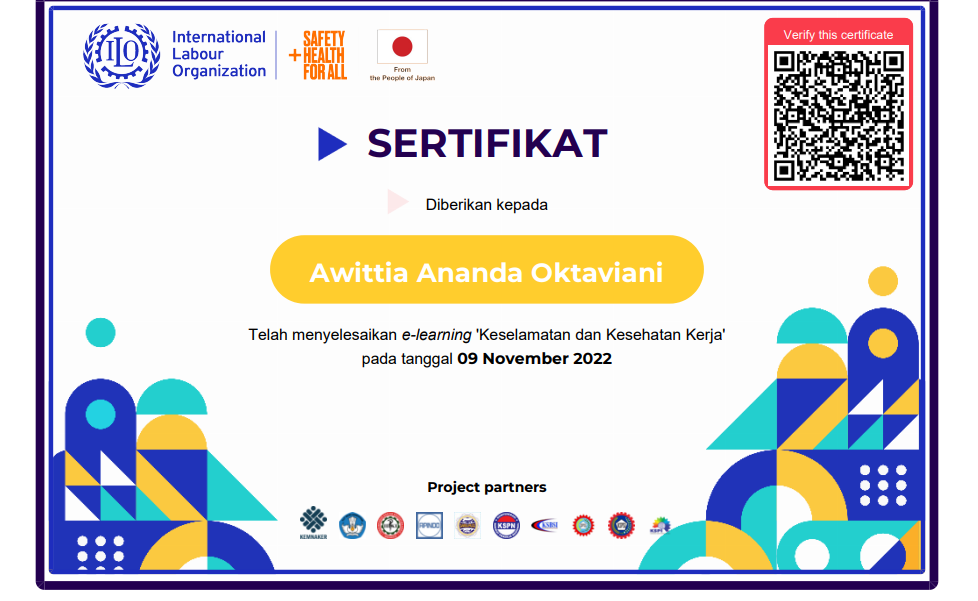 International
Labour
Organization
ILO
+ SAFETY
HEALTH
FOR ALL
From
the People of Japan
Verify this certificate
SERTIFIKAT
Diberikan kepada
Awittia Ananda Oktaviani
Telah menyelesaikan e-learning 'Keselamatan dan Kesehatan Kerja'
pada tanggal 09 November 2022
Project partners
KEMNAKER
APINDO
KSPN
KSBSI